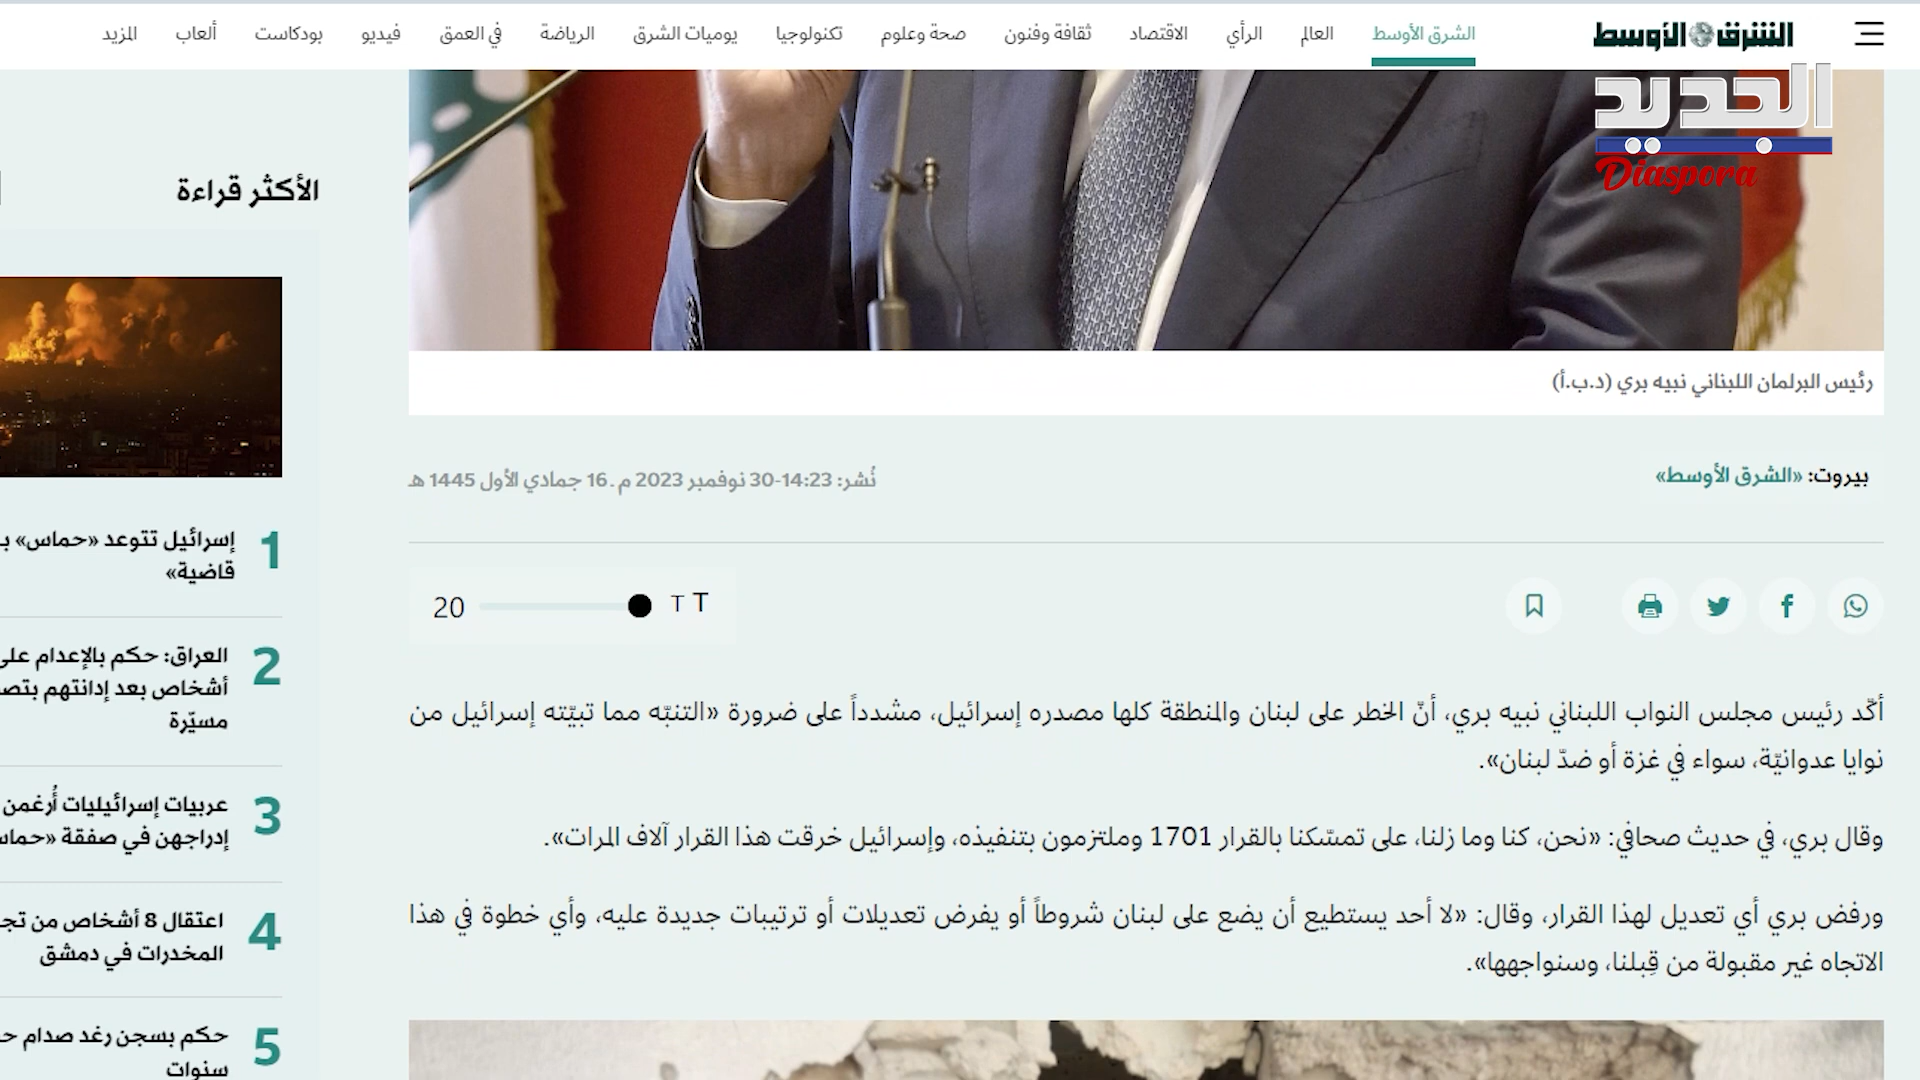 الشرق الأوسط
الشرق الأوسط
العالم
الرأي
الاقتصاد
ثقافة وفنون
صحة وعلوم
تكنولوجيا
يوميات الشرق
الرياضة
في العمق
فيديو
بودكاست
ألعاب
المزيد
الجديد
Diaspora
رئيس البرلمان اللبناني نبيه بري (د.ب.أ)
بيروت: «الشرق الأوسط»
نُشر: 14:23-30 نوفمبر 2023 م ـ 16 جمادي الأول 1445 هـ
T T
20
أكّد رئيس مجلس النواب اللبناني نبيه بري، أنّ الخطر على لبنان والمنطقة كلها مصدره إسرائيل، مشدداً على ضرورة «التنبّه مما تبيّته إسرائيل من
نوايا عدوانيّة، سواء في غزة أو ضدّ لبنان».
وقال بري، في حديث صحافي: «نحن، كنا وما زلنا، على تمسّكنا بالقرار 1701 وملتزمون بتنفيذه، وإسرائيل خرقت هذا القرار آلاف المرات».
ورفض بري أي تعديل لهذا القرار، وقال: «لا أحد يستطيع أن يضع على لبنان شروطاً أو يفرض تعديلات أو ترتيبات جديدة عليه، وأي خطوة في هذا
الاتجاه غير مقبولة من قِبلنا، وسنواجهها».
الأكثر قراءة
1
إسرائيل تتوعد «حماس»
قاضية»
2
العراق: حكم بالإعدام على
أشخاص بعد إدانتهم
مسيّرة
3
عربيات إسرائيليات أُرغمن
إدراجهن في صفقة «حماس
4
اعتقال 8 أشخاص من
المخدرات في دمشق
5
حكم بسجن رغد صدام
سنوات